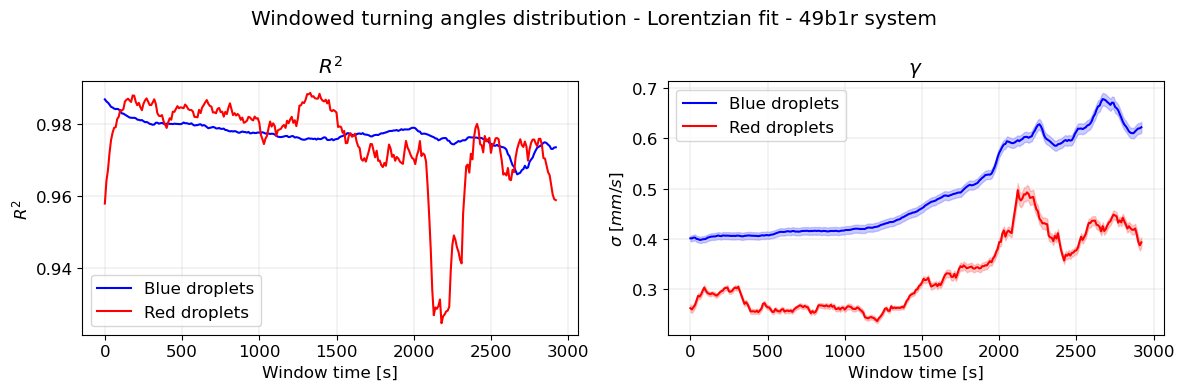 Windowed turning angles distribution - Lorentzian fit - 49b1r system
R²
R²
0.98
0.96
0.94
Blue droplets
Red droplets
0 500 1000 1500 2000 2500 3000
Window time [s]
γ
σ [mm/s]
0.7
0.6
0.5
0.4
0.3
Blue droplets
Red droplets
0 500 1000 1500 2000 2500 3000
Window time [s]